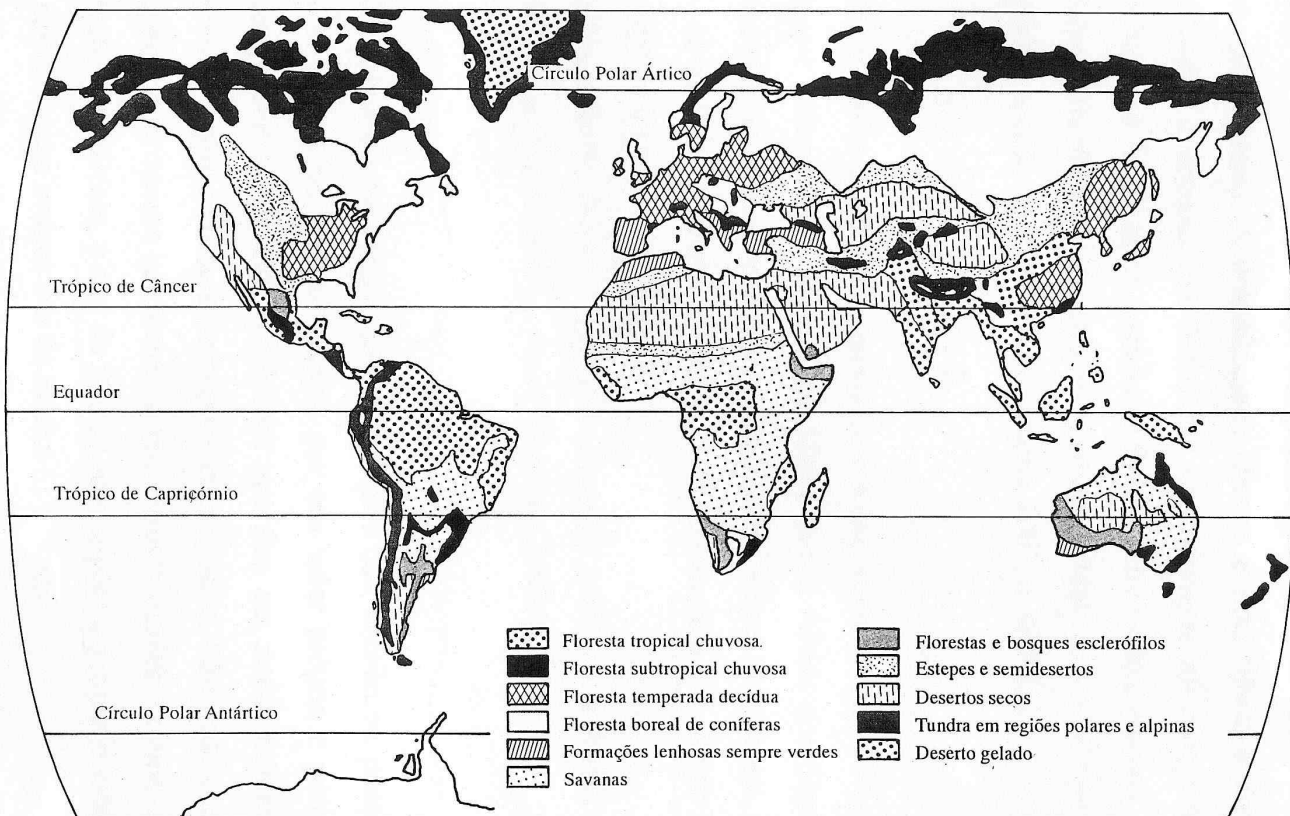 Círculo Polar Ártico
Trópico de Câncer
Equador
Trópico de Capricórnio
Círculo Polar Antártico
Floresta tropical chuvosa.
Floresta subtropical chuvosa
Floresta temperada decídua
Floresta boreal de coníferas
Formações lenhosas sempre verdes
Savanas
Florestas e bosques esclerófilos
Estepes e semidesertos
Desertos secos
Tundra em regiões polares e alpinas
Deserto gelado